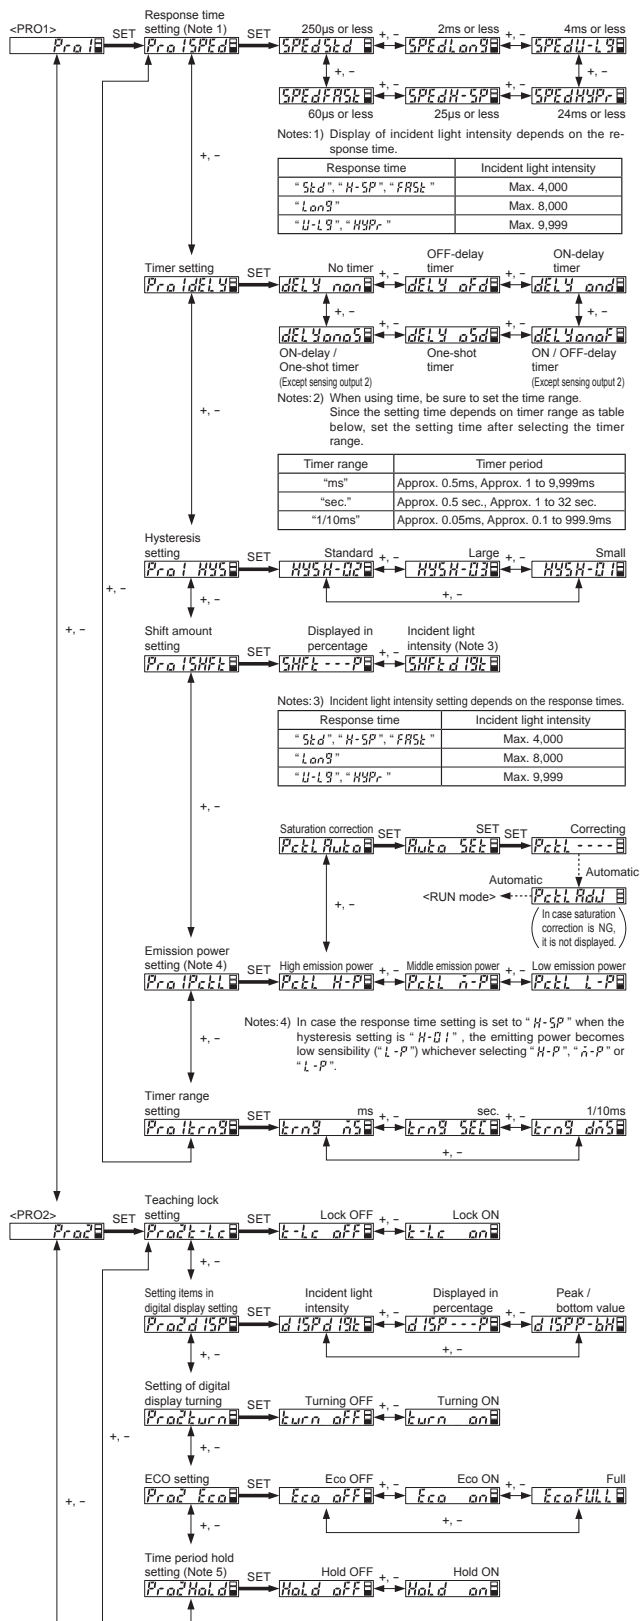 <PRO1>
Pro1
SET
Response time
setting (Note 1)
Pro1SPEd
SET
250µs or less
SPEdStd
+, −
2ms or less
SPEdLong
+, −
4ms or less
SPEdU-Lg
+, −
+, −
SPEdFASt
SPEdH-SP
SPEdHYPr
60µs or less
25µs or less
24ms or less
Notes: 1) Display of incident light intensity depends on the re-
sponse time.
Response time
Incident light intensity
“ Std ”, “ H-SP ”, “ FASt ”
Max. 4,000
“ Long ”
Max. 8,000
“ U-Lg ”, “ HYPr ”
Max. 9,999
+, −
Timer setting
Pro1dELY
SET
No timer
dELY non
+, −
OFF-delay
timer
dELY oFd
+, −
ON-delay
timer
dELY ond
+, −
+, −
dELYonoS
+, −
dELY oSd
+, −
dELYonoF
ON-delay /
One-shot timer
(Except sensing output 2)
One-shot
timer
ON / OFF-delay
timer
(Except sensing output 2)
Notes: 2) When using time, be sure to set the time range.
Since the setting time depends on timer range as table
below, set the setting time after selecting the timer
range.
+, −
Timer range
Timer period
“ms”
Approx. 0.5ms, Approx. 1 to 9,999ms
“sec.”
Approx. 0.5 sec., Approx. 1 to 32 sec.
“1/10ms”
Approx. 0.05ms, Approx. 0.1 to 999.9ms
Hysteresis
setting
Pro1 HYS
SET
Standard
HYSH-02
+, −
Large
HYSH-03
+, −
Small
HYSH-01
+, −
+, −
+, −
+, −
Shift amount
setting
Pro1SHFt
SET
Displayed in
percentage
SHFt ---P
+, −
Incident light
intensity (Note 3)
SHFtdIgt
Notes: 3) Incident light intensity setting depends on the response times.
Response time
Incident light intensity
“ Std ”, “ H-SP ”, “ FASt ”
Max. 4,000
“ Long ”
Max. 8,000
“ U-Lg ”, “ HYPr ”
Max. 9,999
+, −
Saturation correction
PctLAuto
SET
SET
Auto SEt
SET
Correcting
PctL ----
Automatic
Automatic
<RUN mode>
PctLAdJ
In case saturation
correction is NG,
it is not displayed.
+, −
Emission power
setting (Note 4)
Pro1PctL
SET
High emission power
PctL H-P
+, −
Middle emission power
PctL ñ-P
+, −
Low emission power
PctL L-P
Notes: 4) In case the response time setting is set to “ H-SP ” when the
hysteresis setting is “ H-01 ” , the emitting power becomes
low sensibility (“ L-P ”) whichever selecting “ H-P ”, “ ñ-P ” or
“ L-P ”.
+, −
Timer range
setting
Pro1trng
SET
ms
trng ñS
+, −
sec.
trng SEC
+, −
1/10ms
trng dñS
+, −
<PRO2>
Pro2
SET
Teaching lock
setting
Pro2t-Lc
SET
Lock OFF
t-Lc oFF
+, −
Lock ON
t-Lc on
+, −
Setting items in
digital display setting
Pro2dISP
SET
Incident light
intensity
dISPdIgt
+, −
Displayed in
percentage
dISP---P
+, −
Peak /
bottom value
dISPP-bH
+, −
+, −
Setting of digital
display turning
Pro2turn
SET
Turning OFF
turn oFF
+, −
Turning ON
turn on
+, −
+, −
ECO setting
Pro2 Eco
SET
Eco OFF
Eco oFF
+, −
Eco ON
Eco on
+, −
Full
EcoFULL
+, −
+, −
+, −
Time period hold
setting (Note 5)
Pro2HoLd
SET
Hold OFF
HoLd oFF
+, −
Hold ON
HoLd on